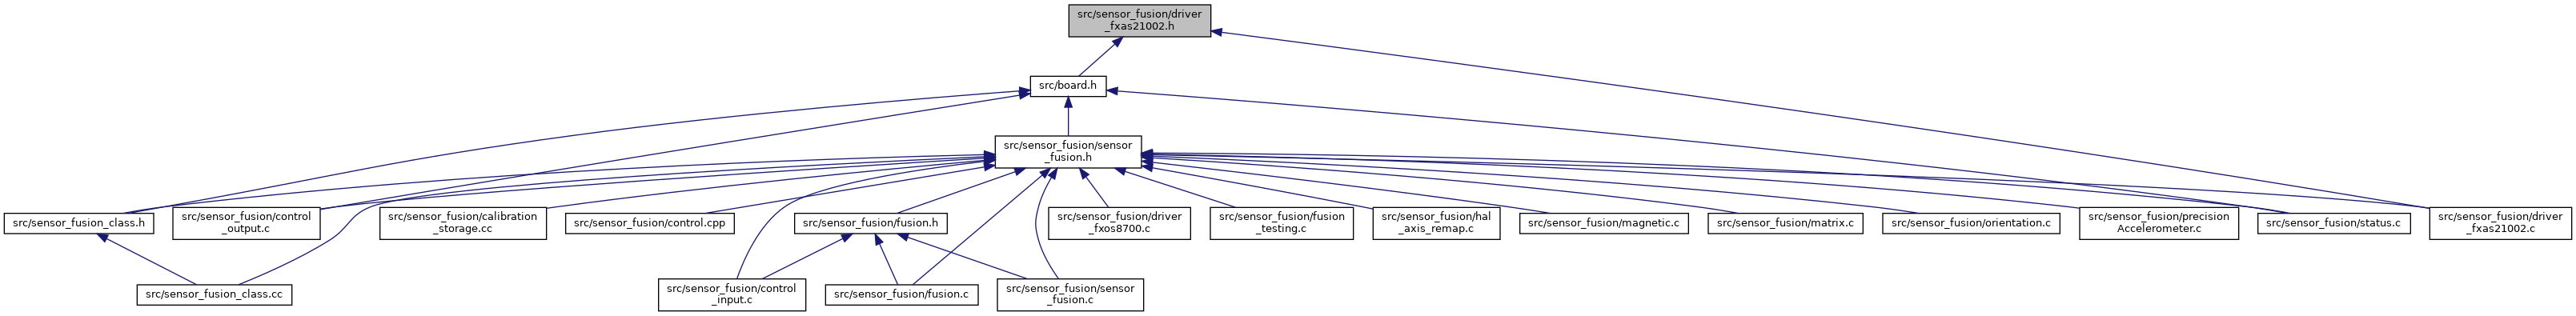 src/sensor_fusion/driver
_fxas21002.h
src/board.h
src/sensor_fusion/sensor
_fusion.h
src/sensor_fusion_class.h
src/sensor_fusion/control
_output.c
src/sensor_fusion/calibration
_storage.cc
src/sensor_fusion/control.cpp
src/sensor_fusion/fusion.h
src/sensor_fusion/driver
_fxos8700.c
src/sensor_fusion/fusion
_testing.c
src/sensor_fusion/hal
_axis_remap.c
src/sensor_fusion/magnetic.c
src/sensor_fusion/matrix.c
src/sensor_fusion/orientation.c
src/sensor_fusion/precision
Accelerometer.c
src/sensor_fusion/status.c
src/sensor_fusion/driver
_fxas21002.c
src/sensor_fusion_class.cc
src/sensor_fusion/control
_input.c
src/sensor_fusion/fusion.c
src/sensor_fusion/sensor
_fusion.c